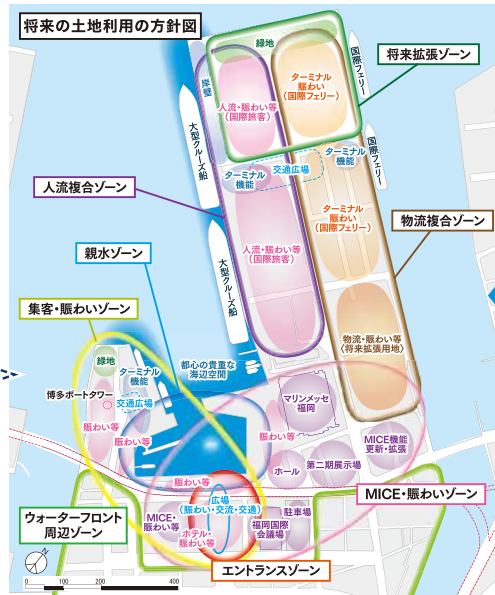 将来の土地利用の方針図
緑地
国際フェリー
将来拡張ゾーン
岸壁
人流・賑わい等
(国際旅客)
ターミナル
賑わい
(国際フェリー)
大型クルーズ船
国際フェリー
ターミナル
機能
ターミナル
機能
交通広場
人流複合ゾーン
ターミナル
賑わい
(国際フェリー)
物流複合ゾーン
人流・賑わい等
(国際旅客)
親水ゾーン
大型クルーズ船
集客・賑わいゾーン
物流・賑わい等
〈将来拡張用地〉
緑地
ターミナル
機能
都心の貴重な
海辺空間
博多ポートタワー
交通広場
マリンメッセ
福岡
賑わい等
賑わい等
賑わい等
MICE機能
更新・拡張
ホール
第二期展示場
賑わい等
MICE・賑わいゾーン
広場
(賑わい・交流・交通)
駐車場
ウォーターフロント
周辺ゾーン
MICE・
賑わい等
ホテル・
賑わい等
福岡国際
会議場
エントランスゾーン
N
0 100 200 400